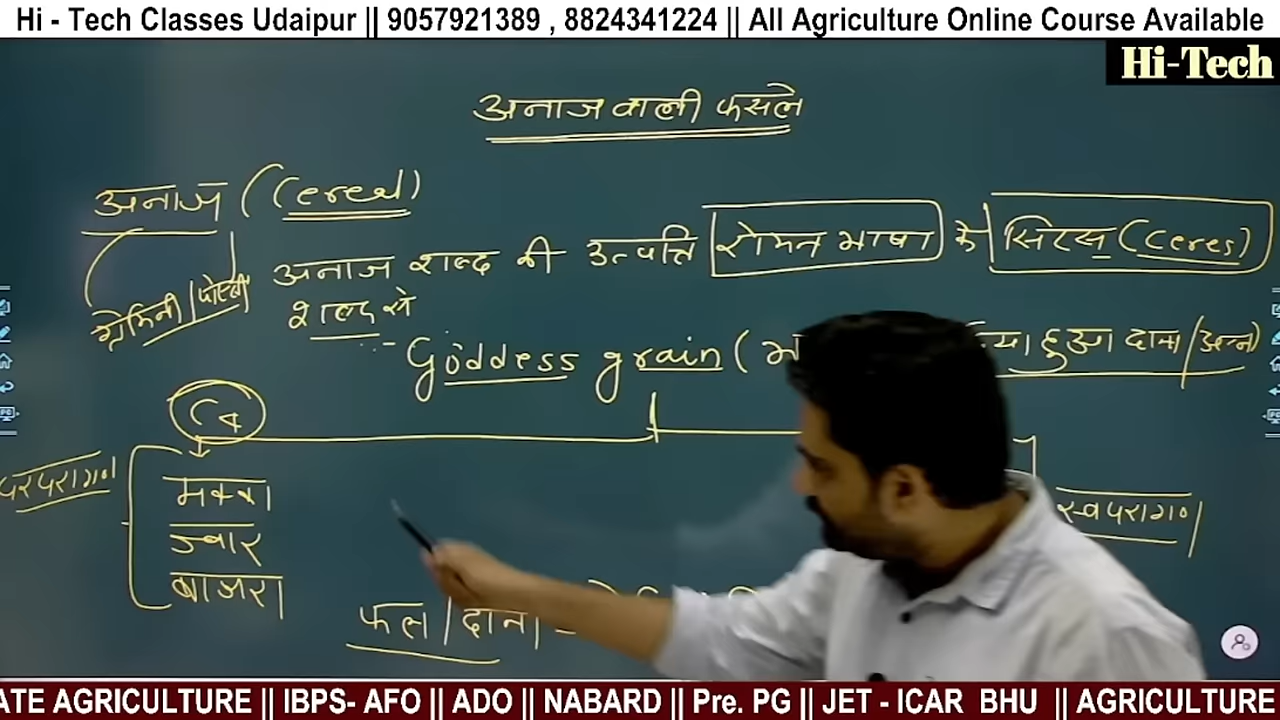 Hi - Tech Classes Udaipur || 9057921389 , 8824341224 || All Agriculture Online Course Available
Hi-Tech
अनाज वाली फसले
अनाज (Cereal)
अनाज शब्द की उत्पत्ति रोमन भाषा के सिरस (Ceres)
ग्रेमिनी/पोएसी
शब्द से
:- Goddess grain (
हुआ दाना/अन्न)
C4
परपरागण
मक्का
ज्वार
बाजरा
स्वपरागण
फल/दाना =
ATE AGRICULTURE || IBPS- AFO || ADO || NABARD || Pre. PG || JET - ICAR BHU || AGRICULTURE